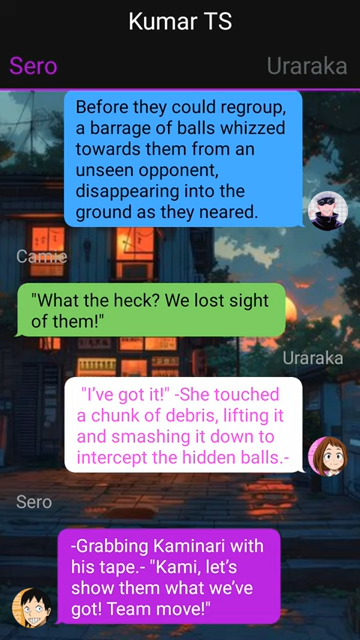 Kumar TS
Sero
Uraraka
Before they could regroup,
a barrage of balls whizzed
towards them from an
unseen opponent,
disappearing into the
ground as they neared.
Camie
"What the heck? We lost sight
of them!"
Uraraka
"I've got it!" -She touched
a chunk of debris, lifting it
and smashing it down to
intercept the hidden balls.-
Sero
-Grabbing Kaminari with
his tape.- "Kami, let's
show them what we've
got! Team move!"